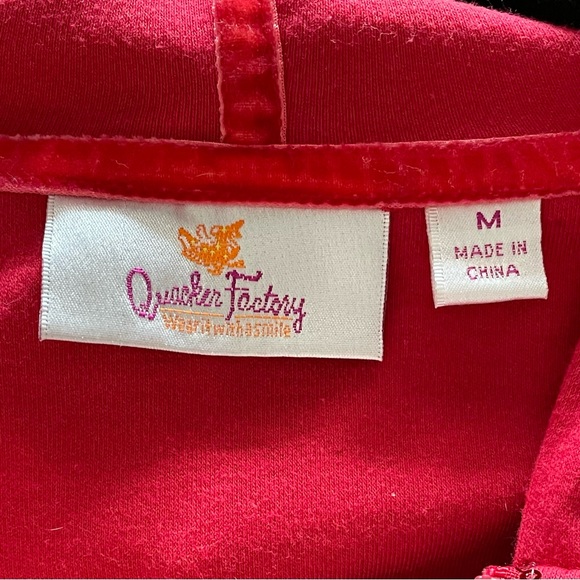 Quacker Factory
Wear it with a smile
M
MADE IN
CHINA